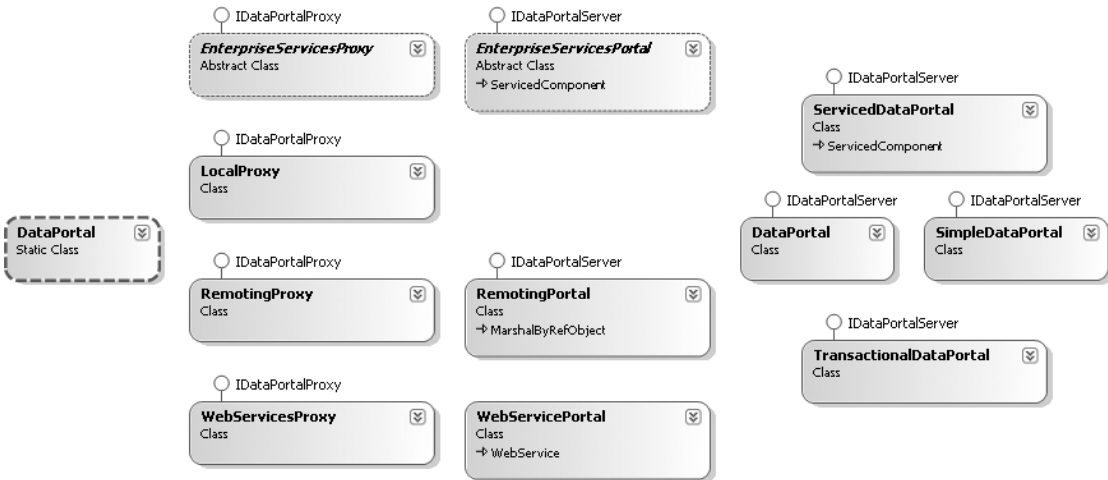 IDataPortalProxy
EnterpriseServicesProxy
Abstract Class
IDataPortalServer
EnterpriseServicesPortal
Abstract Class
ServicedComponent
IDataPortalServer
ServicedDataPortal
Class
ServicedComponent
IDataPortalProxy
LocalProxy
Class
DataPortal
Static Class
IDataPortalServer
DataPortal
Class
IDataPortalServer
SimpleDataPortal
Class
IDataPortalProxy
RemotingProxy
Class
IDataPortalServer
RemotingPortal
Class
MarshalByRefObject
IDataPortalServer
TransactionalDataPortal
Class
IDataPortalProxy
WebServicesProxy
Class
WebServicePortal
Class
WebService